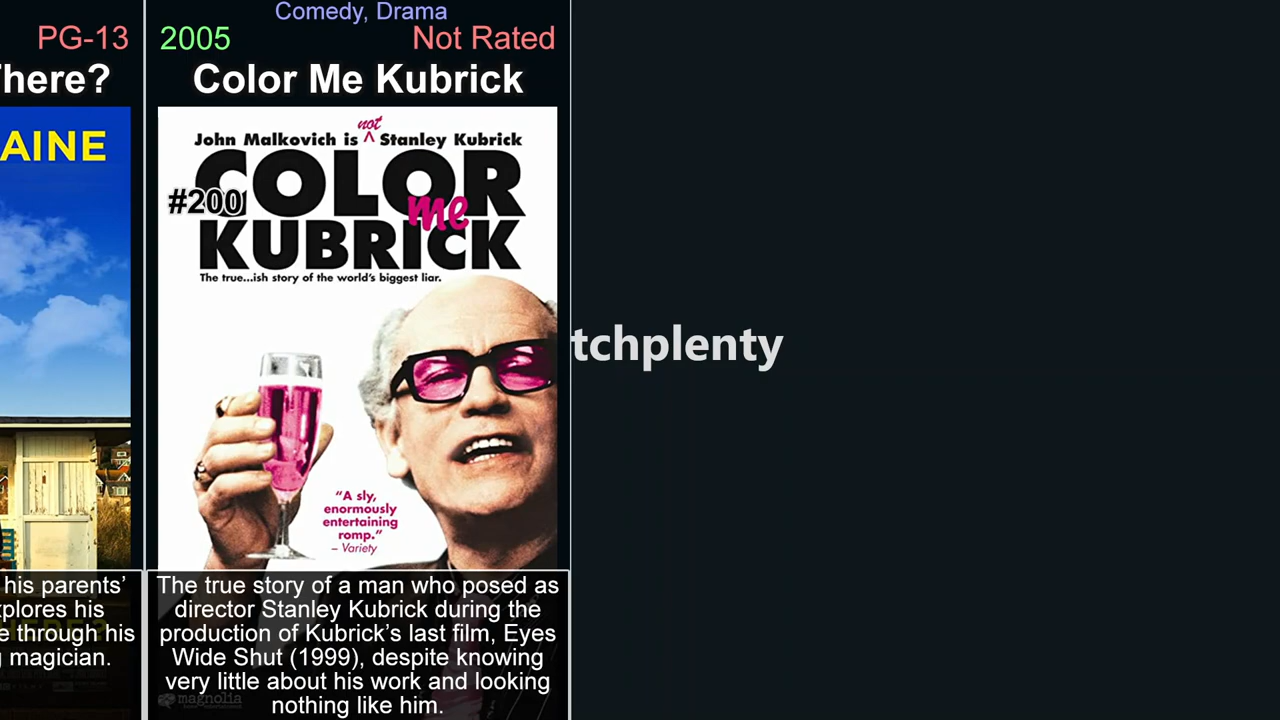 PG-13
here?
AINE
his parents’
xplores his
e through his
magician.
Comedy, Drama
2005 Not Rated
Color Me Kubrick
not
John Malkovich is ^ Stanley Kubrick
COLOR
me
#200
KUBRICK
The true...ish story of the world's biggest liar.
“A sly,
enormously
entertaining
romp.”
– Variety
The true story of a man who posed as
director Stanley Kubrick during the
production of Kubrick’s last film, Eyes
Wide Shut (1999), despite knowing
very little about his work and looking
nothing like him.
magnolia
tchplenty